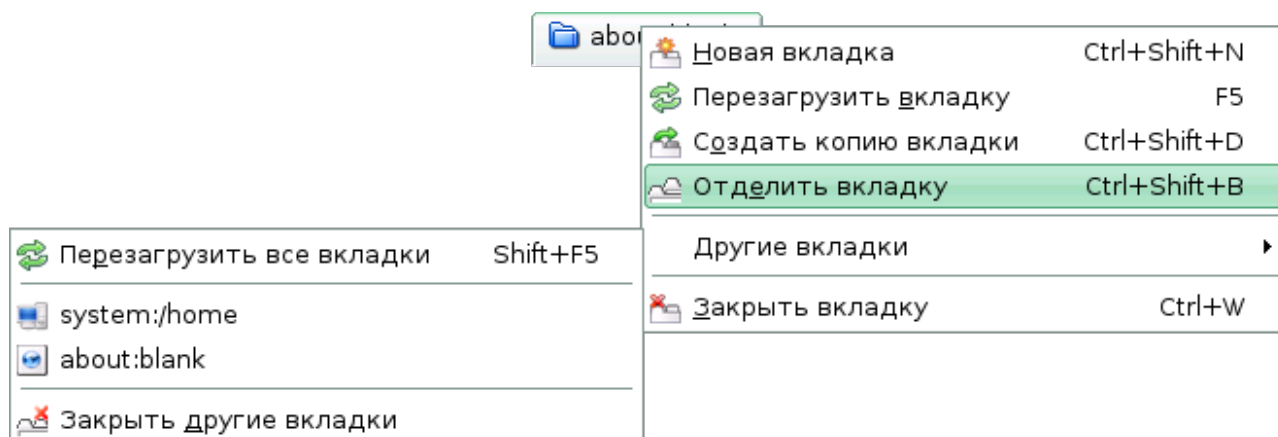 abou
Новая вкладка Ctrl+Shift+N
Перезагрузить вкладку F5
Создать копию вкладки Ctrl+Shift+D
Отделить вкладку Ctrl+Shift+B
Другие вкладки
Закрыть вкладку Ctrl+W
Перезагрузить все вкладки Shift+F5
system:/home
about:blank
Закрыть другие вкладки